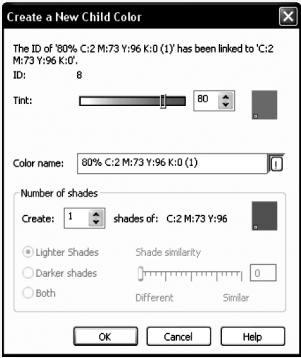 Create a New Child Color
The ID of '80% C:2 M:73 Y:96 K:0 (1)' has been linked to 'C:2
M:73 Y:96 K:0'.
ID: 8
Tint: 80
Color name: 80% C:2 M:73 Y:96 K:0 (1)
Number of shades
Create: 1 shades of: C:2 M:73 Y:96
Lighter Shades Shade similarity
Darker shades 0
Both Different Similar
OK Cancel Help